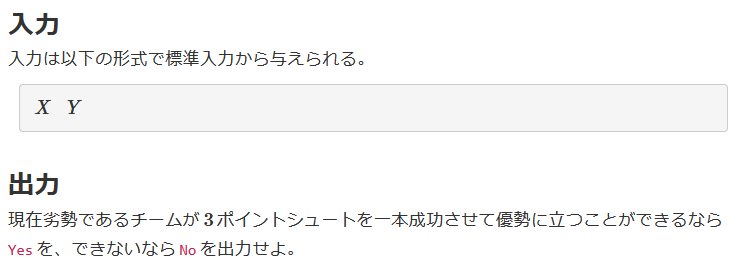 入力
入力は以下の形式で標準入力から与えられる。
X Y
出力
現在劣勢であるチームが 3 ポイントシュートを一本成功させて優勢に立つことができるなら
Yes を、できないなら No を出力せよ。